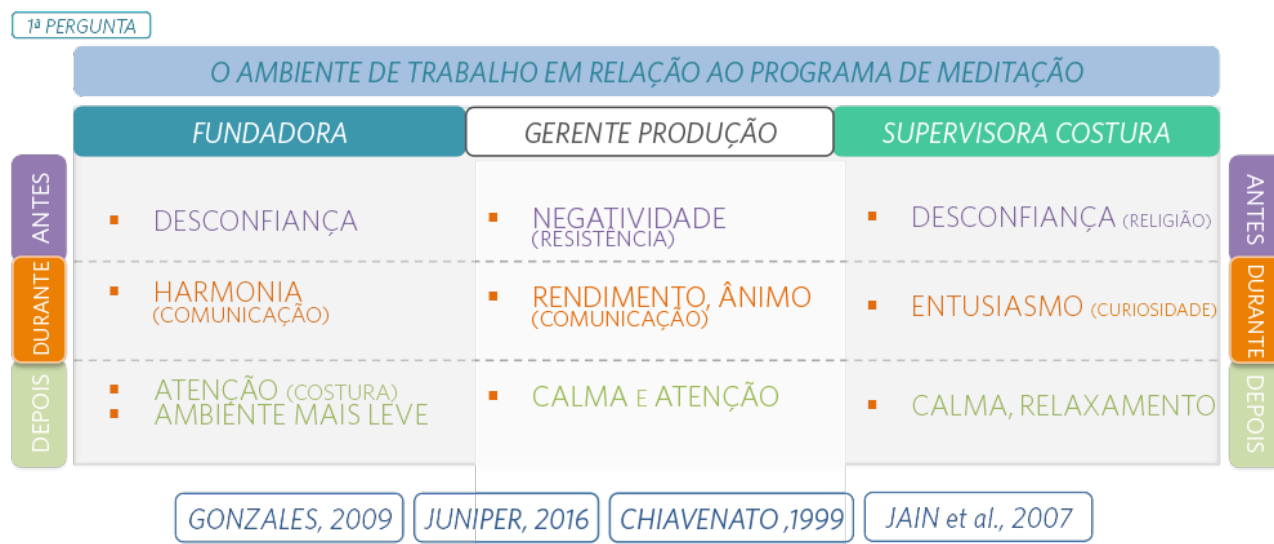 1ª PERGUNTA
O AMBIENTE DE TRABALHO EM RELAÇÃO AO PROGRAMA DE MEDITAÇÃO
FUNDADORA
GERENTE PRODUÇÃO
SUPERVISORA COSTURA
ANTES
▪ DESCONFIANÇA
▪ NEGATIVIDADE
(RESISTÊNCIA)
▪ DESCONFIANÇA (RELIGIÃO)
ANTES
DURANTE
▪ HARMONIA
(COMUNICAÇÃO)
▪ RENDIMENTO, ÂNIMO
(COMUNICAÇÃO)
▪ ENTUSIASMO (CURIOSIDADE)
DURANTE
DEPOIS
▪ ATENÇÃO (COSTURA)
▪ AMBIENTE MAIS LEVE
▪ CALMA E ATENÇÃO
▪ CALMA, RELAXAMENTO
DEPOIS
GONZALES, 2009
JUNIPER, 2016
CHIAVENATO ,1999
JAIN et al., 2007